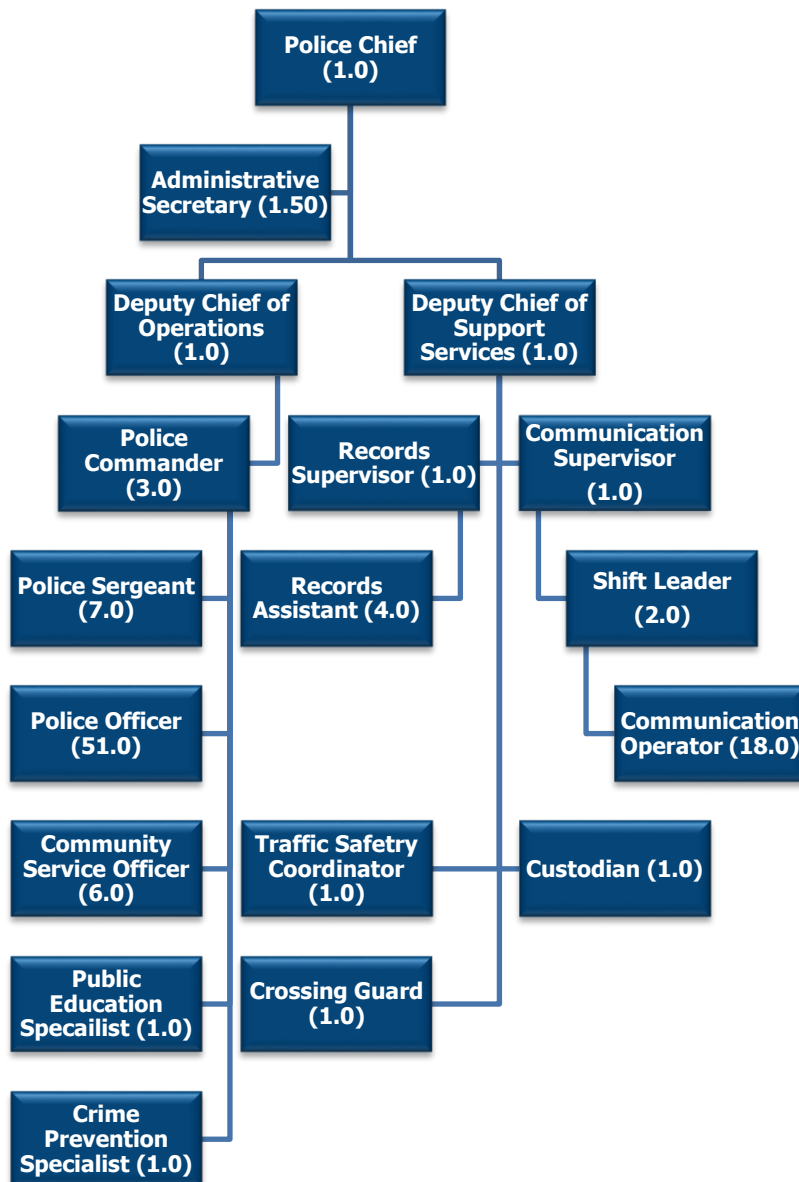 Police Chief
(1.0)
Administrative
Secretary (1.50)
Deputy Chief of
Operations
(1.0)
Deputy Chief of
Support
Services (1.0)
Police
Commander
(3.0)
Records
Supervisor (1.0)
Communication
Supervisor
(1.0)
Police Sergeant
(7.0)
Records
Assistant (4.0)
Shift Leader
(2.0)
Police Officer
(51.0)
Communication
Operator (18.0)
Community
Service Officer
(6.0)
Traffic Safetry
Coordinator
(1.0)
Custodian (1.0)
Public
Education
Specailist (1.0)
Crossing Guard
(1.0)
Crime
Prevention
Specialist (1.0)